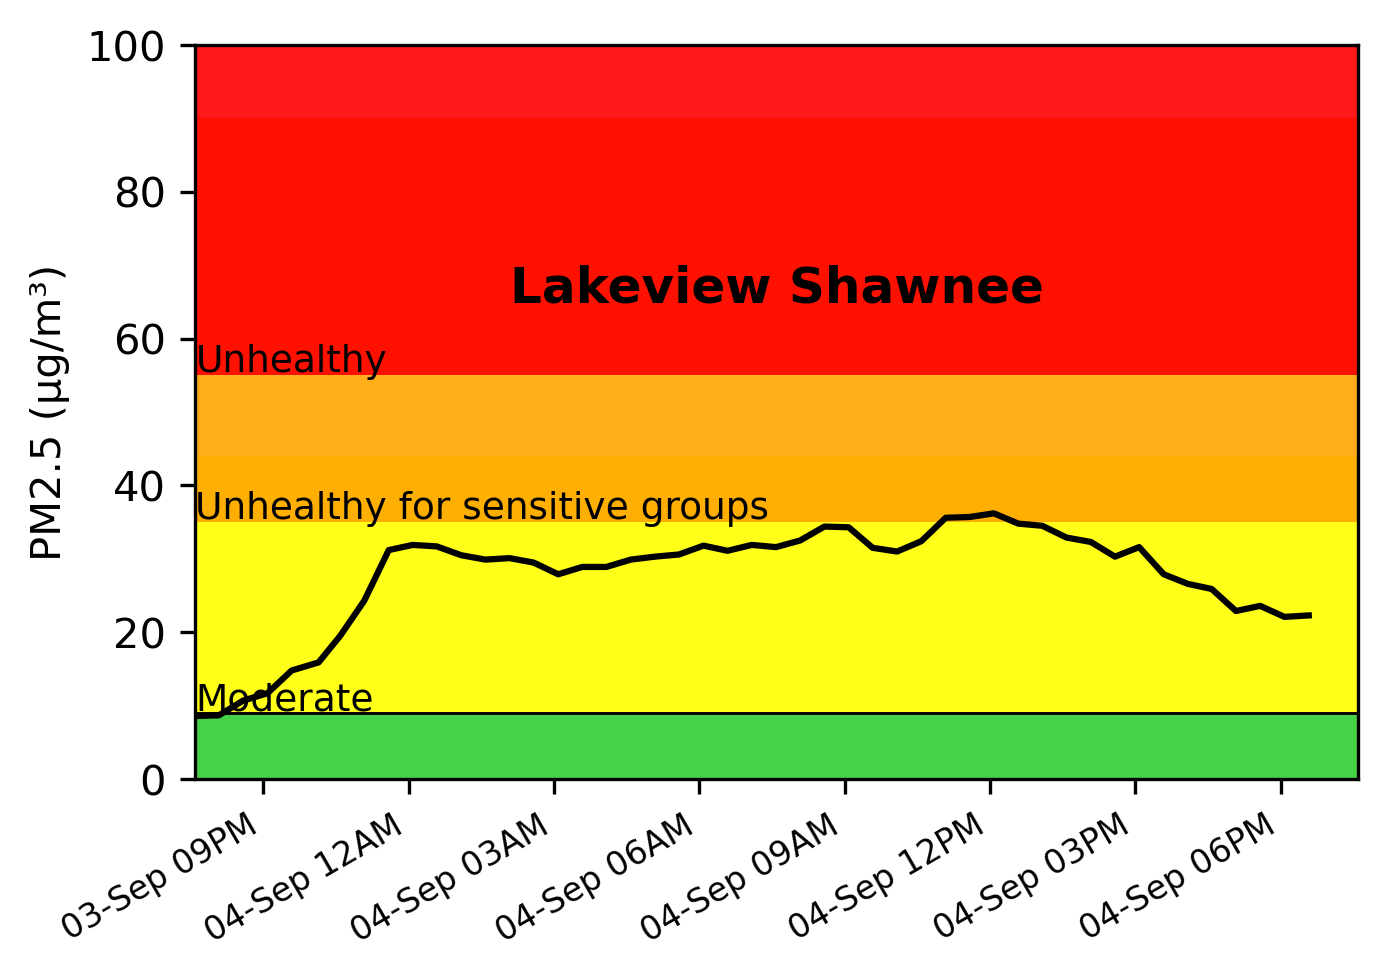 100
80
60
40
20
0
PM2.5 (µg/m³)
Lakeview Shawnee
Unhealthy
Unhealthy for sensitive groups
Moderate
03-Sep 09PM
04-Sep 12AM
04-Sep 03AM
04-Sep 06AM
04-Sep 09AM
04-Sep 12PM
04-Sep 03PM
04-Sep 06PM